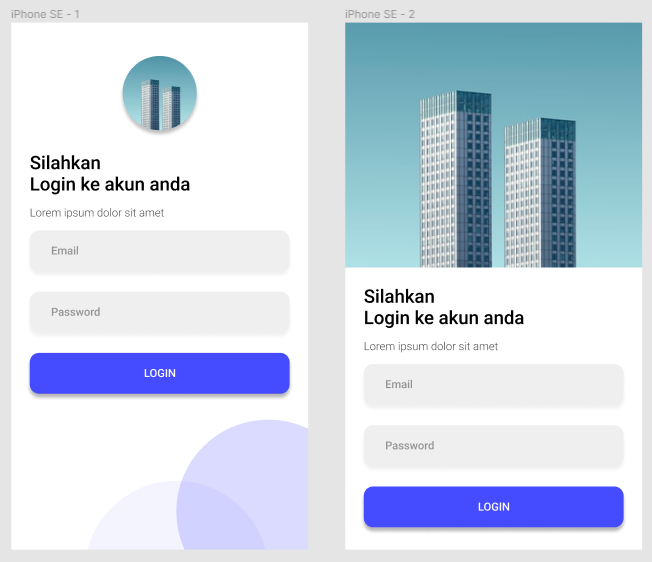 iPhone SE - 1
Silahkan
Login ke akun anda
Lorem ipsum dolor sit amet
Email
Password
LOGIN
iPhone SE - 2
Silahkan
Login ke akun anda
Lorem ipsum dolor sit amet
Email
Password
LOGIN